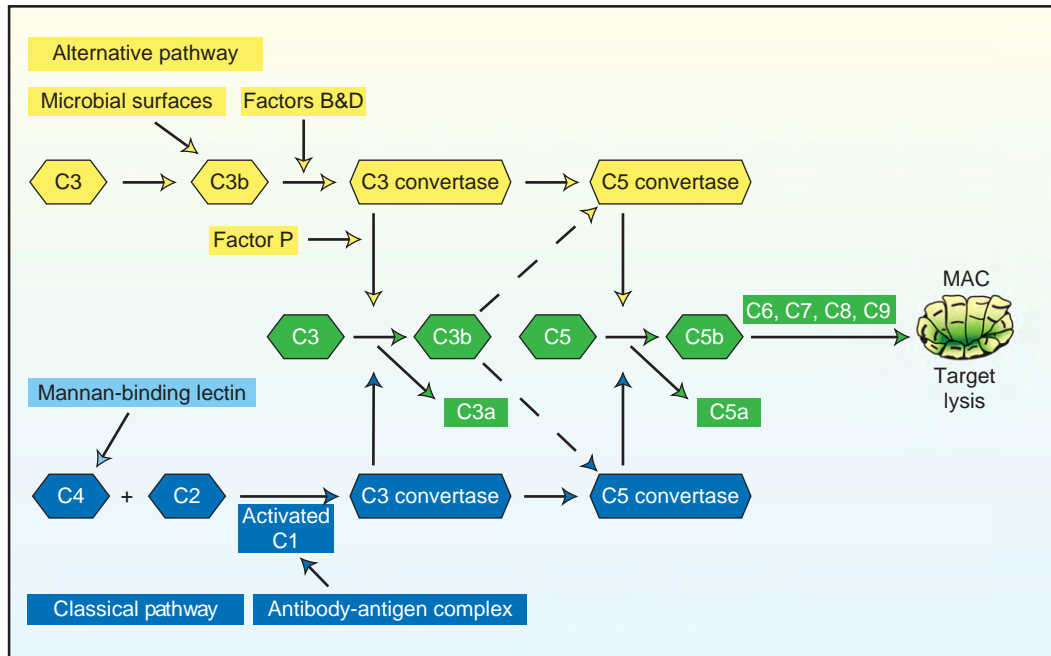 Alternative pathway
Microbial surfaces
Factors B&D
C3
C3b
C3 convertase
C5 convertase
Factor P
MAC
C6, C7, C8, C9
C3
C3b
C5
C5b
Target
lysis
Mannan-binding lectin
C3a
C5a
C4
+
C2
C3 convertase
C5 convertase
Activated
C1
Classical pathway
Antibody-antigen complex